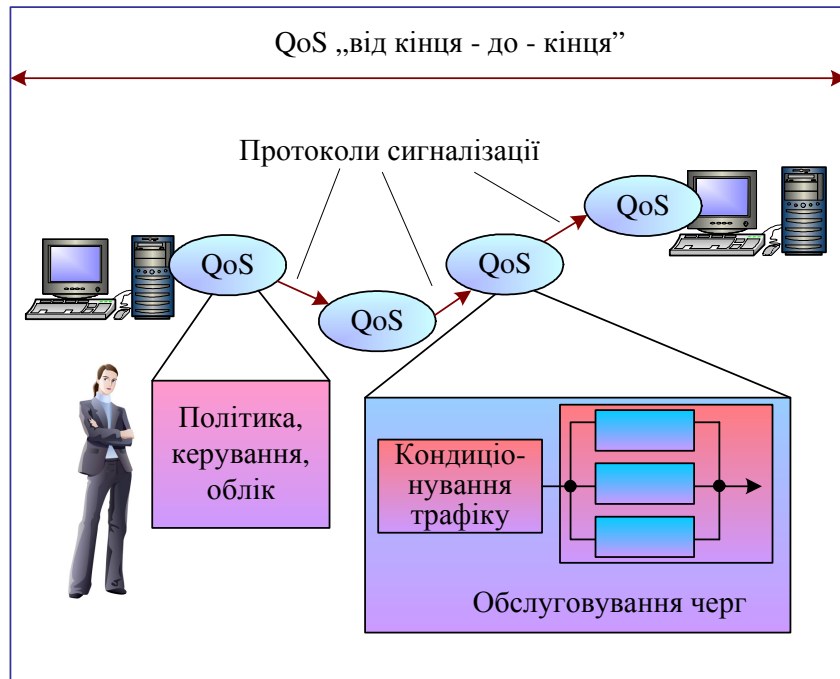 QoS „від кінця - до - кінця”
Протоколи сигналізації
QoS
QoS
QoS
QoS
Політика,
керування,
облік
Кондиціо-
нування
трафіку
Обслуговування черг